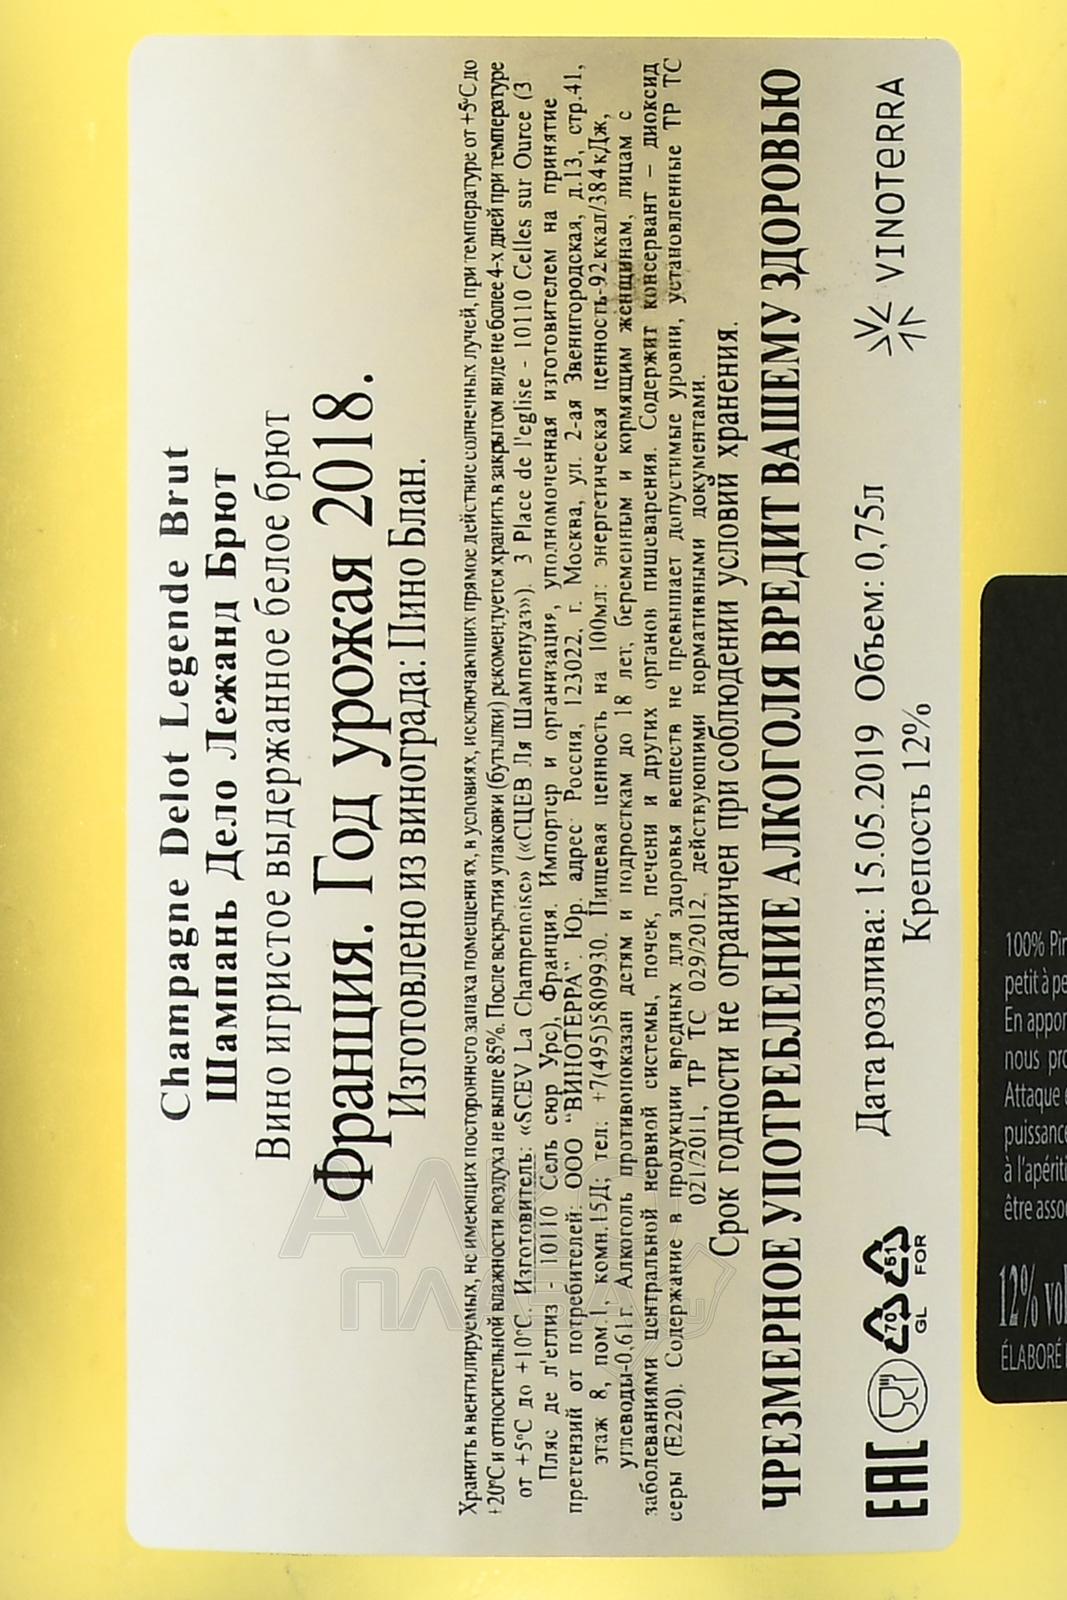 Champagne Delot Legende Brut
Шампань Дело Лежанд Брют
Вино игристое выдержанное белое брют
Франция. Год урожая 2018.
Изготовлено из винограда: Пино Блан.
Хранить в вентилируемых, не имеющих постороннего запаха помещениях, в условиях, исключающих прямое действие солнечных лучей, при температуре от +5°С до
+20°С и относительной влажности воздуха не выше 85%. После вскрытия упаковки (бутылки) рекомендуется хранить в закрытом виде не более 4-х дней при температуре
от +5°С до +10°С. Изготовитель: «SCEV La Champenoise» («СЦЕВ Ля Шампенуаз»). 3 Place de l'eglise - 10110 Celles sur Ource (3
Пляс де л'еглиз - 10110 Сель сюр Урс), Франция. Импортер и организация, уполномоченная изготовителем на принятие
претензий от потребителей: ООО "ВИНОТЕРРА". Юр. адрес: Россия, 123022, г. Москва, ул. 2-ая Звенигородская, д.13, стр.41,
этаж 8, пом.1, комн.15Д; тел: +7(495)5809930. Пищевая ценность на 100мл: энергетическая ценность-92ккал/384кДж,
углеводы-0,61г. Алкоголь противопоказан детям и подросткам до 18 лет, беременным и кормящим женщинам, лицам с
заболеваниями центральной нервной системы, почек, печени и других органов пищеварения. Содержит консервант – диоксид
серы (Е220). Содержание в продукции вредных для здоровья веществ не превышает допустимые уровни, установленные ТР ТС
021/2011, ТР ТС 029/2012, действующими нормативными документами.
Срок годности не ограничен при соблюдении условий хранения.
ЧРЕЗМЕРНОЕ УПОТРЕБЛЕНИЕ АЛКОГОЛЯ ВРЕДИТ ВАШЕМУ ЗДОРОВЬЮ
EAC
70
GL
51
FOR
Дата розлива: 15.05.2019 Объем: 0,75л
Крепость 12%
VINOTERRA
АЛКО
ПЛАЗА
RU
100% Pin
petit à pe
En appor
nous pro
Attaque
puissance
à l'apériti
être asso
12% vol
ÉLABORÉ